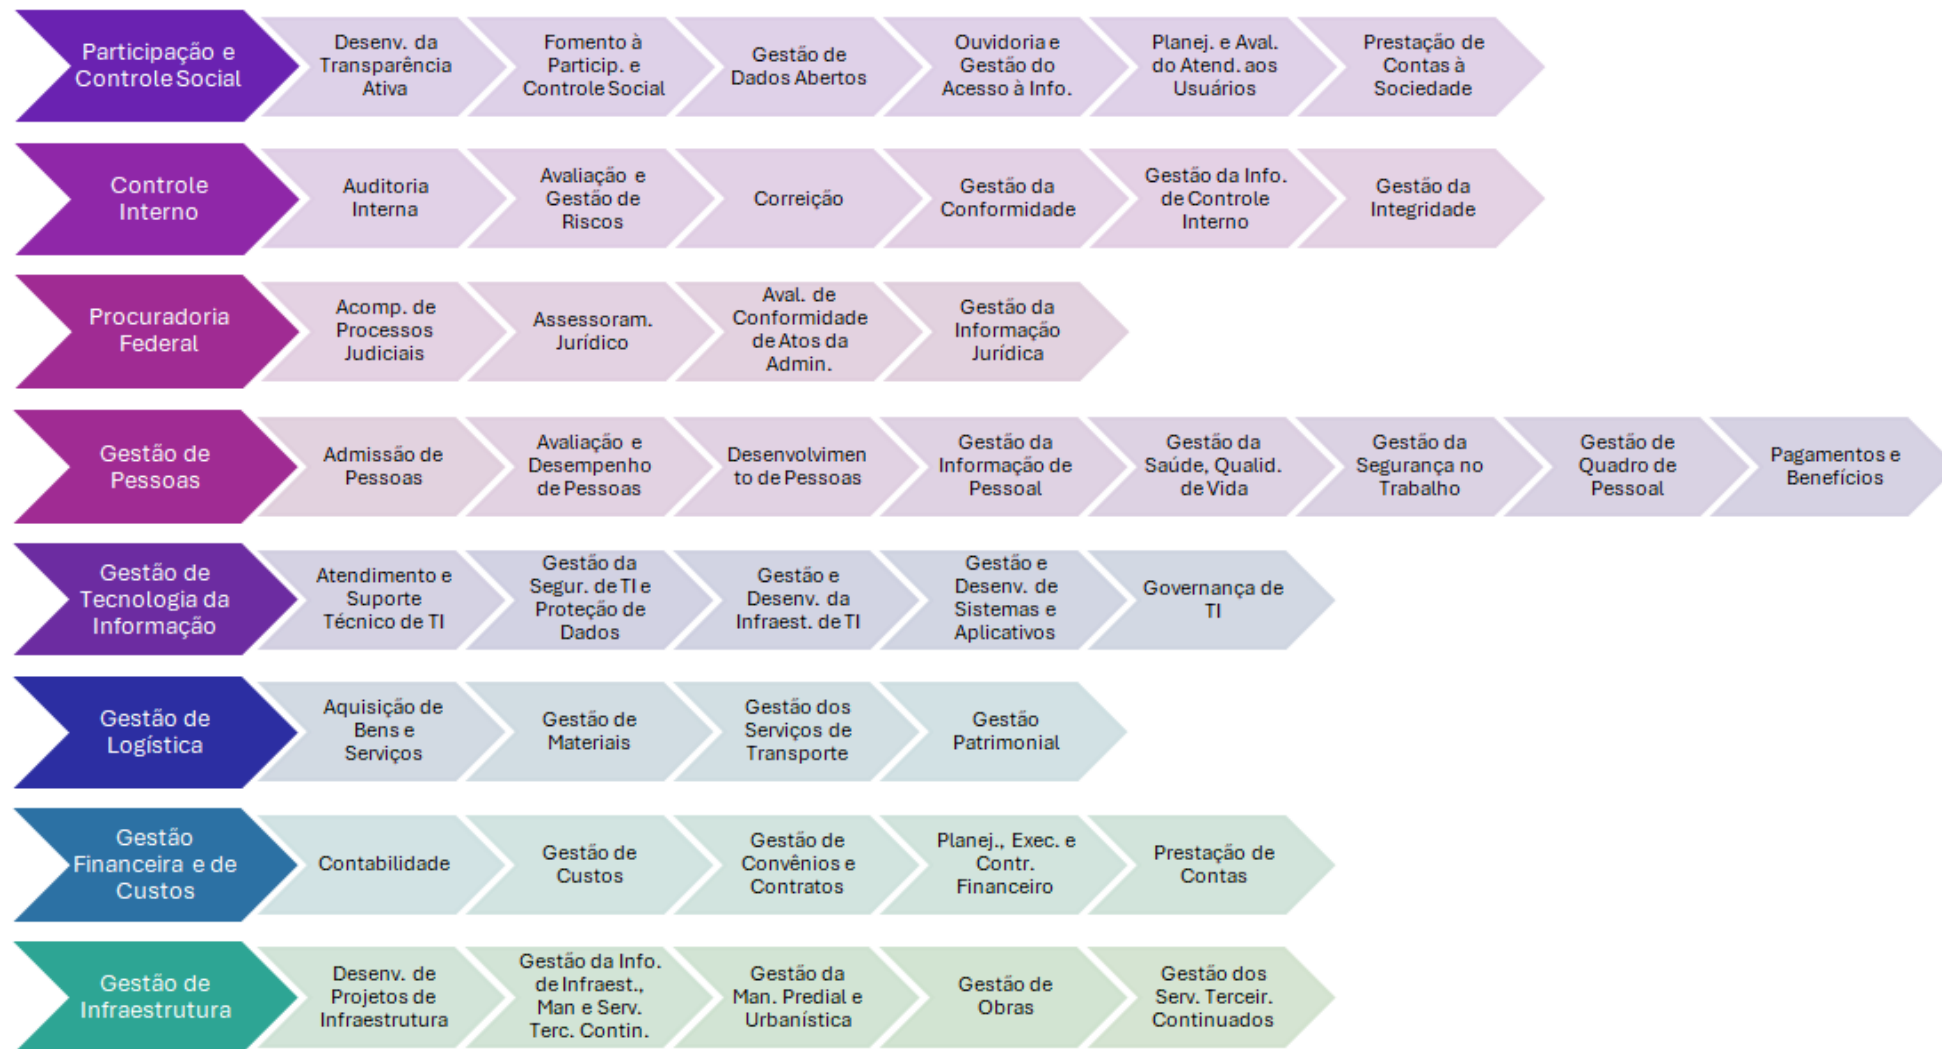 Participação e
Controle Social
Desenv. da
Transparência
Ativa
Fomento à
Particip. e
Controle Social
Gestão de
Dados Abertos
Ouvidoria e
Gestão do
Acesso à Info.
Planej. e Aval.
do Atend. aos
Usuários
Prestação de
Contas à
Sociedade
Controle
Interno
Auditoria
Interna
Avaliação e
Gestão de
Riscos
Correição
Gestão da
Conformidade
Gestão da Info.
de Controle
Interno
Gestão da
Integridade
Procuradoria
Federal
Acomp. de
Processos
Judiciais
Assessoram.
Jurídico
Aval. de
Conformidade
de Atos da
Admin.
Gestão da
Informação
Jurídica
Gestão de
Pessoas
Admissão de
Pessoas
Avaliação e
Desempenho
de Pessoas
Desenvolvimen
to de Pessoas
Gestão da
Informação de
Pessoal
Gestão da
Saúde, Qualid.
de Vida
Gestão da
Segurança no
Trabalho
Gestão de
Quadro de
Pessoal
Pagamentos e
Benefícios
Gestão de
Tecnologia da
Informação
Atendimento e
Suporte
Técnico de TI
Gestão da
Segur. de TI e
Proteção de
Dados
Gestão e
Desenv. da
Infraest. de TI
Gestão e
Desenv. de
Sistemas e
Aplicativos
Governança de
TI
Gestão de
Logística
Aquisição de
Bens e
Serviços
Gestão de
Materiais
Gestão dos
Serviços de
Transporte
Gestão
Patrimonial
Gestão
Financeira e de
Custos
Contabilidade
Gestão de
Custos
Gestão de
Convênios e
Contratos
Planej., Exec. e
Contr.
Financeiro
Prestação de
Contas
Gestão de
Infraestrutura
Desenv. de
Projetos de
Infraestrutura
Gestão da Info.
de Infraest.,
Man e Serv.
Terc. Contin.
Gestão da
Man. Predial e
Urbanística
Gestão de
Obras
Gestão dos
Serv. Terceir.
Continuados